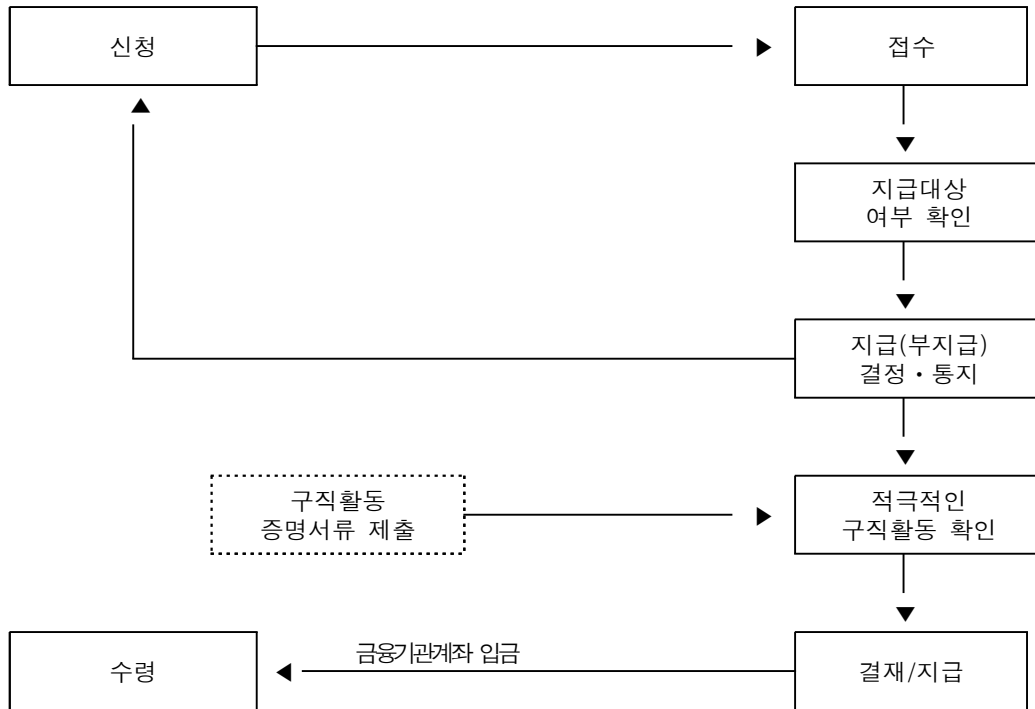 신청
접수
지급대상
여부 확인
지급(부지급)
결정・통지
구직활동
증명서류 제출
적극적인
구직활동 확인
수령
금융기관계좌 입금
결재/지급